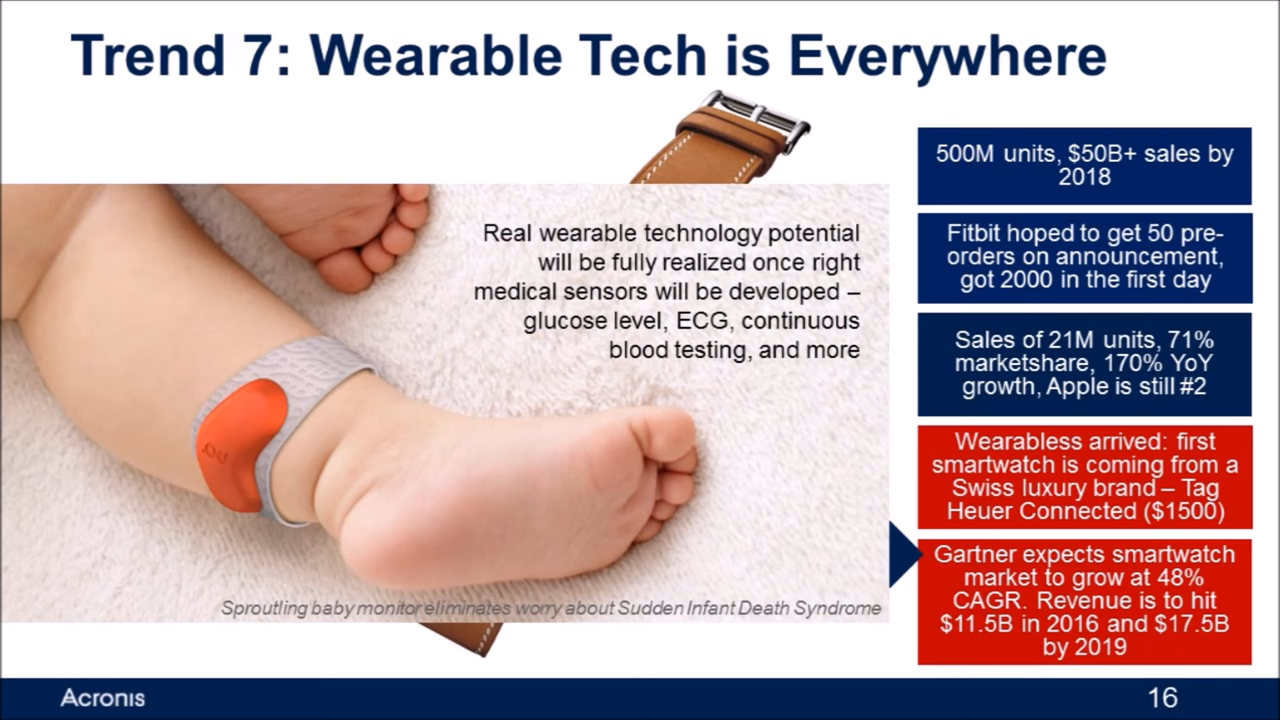 Trend 7: Wearable Tech is Everywhere
Real wearable technology potential
will be fully realized once right
medical sensors will be developed –
glucose level, ECG, continuous
blood testing, and more
Sproutling baby monitor eliminates worry about Sudden Infant Death Syndrome
500M units, $50B+ sales by
2018
Fitbit hoped to get 50 pre-
orders on announcement,
got 2000 in the first day
Sales of 21M units, 71%
marketshare, 170% YoY
growth, Apple is still #2
Wearabless arrived: first
smartwatch is coming from a
Swiss luxury brand – Tag
Heuer Connected ($1500)
Gartner expects smartwatch
market to grow at 48%
CAGR. Revenue is to hit
$11.5B in 2016 and $17.5B
by 2019
Acronis
16